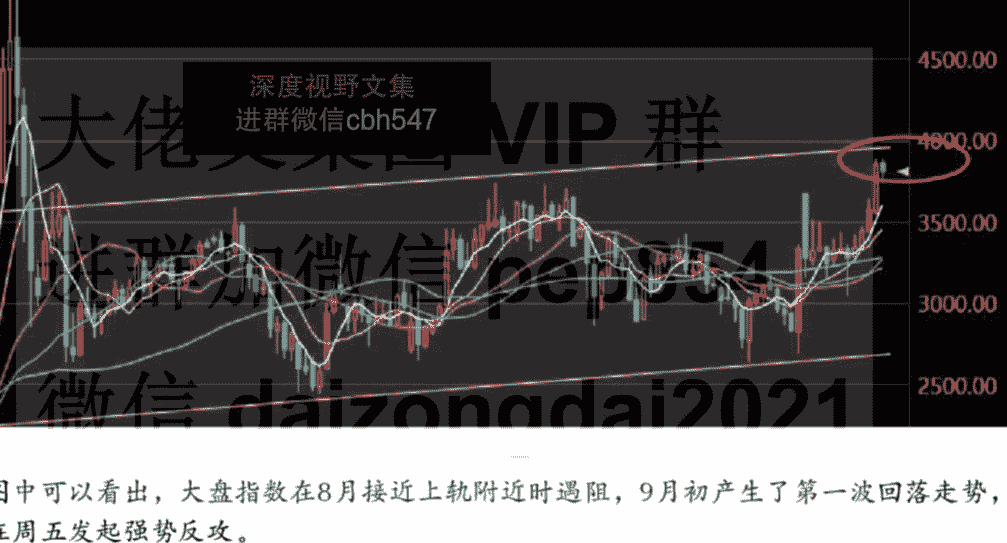 4500.00
深度视野文集
进群微信cbh547
大佬文集图 VIP 群
4000.00
3500.00
进群加微信 pep854
3000.00
2500.00
微信 daizongdai2021
图中可以看出，大盘指数在8月接近上轨附近时遇阻，9月初产生了第一波回落走势，
在周五发起强势反攻。